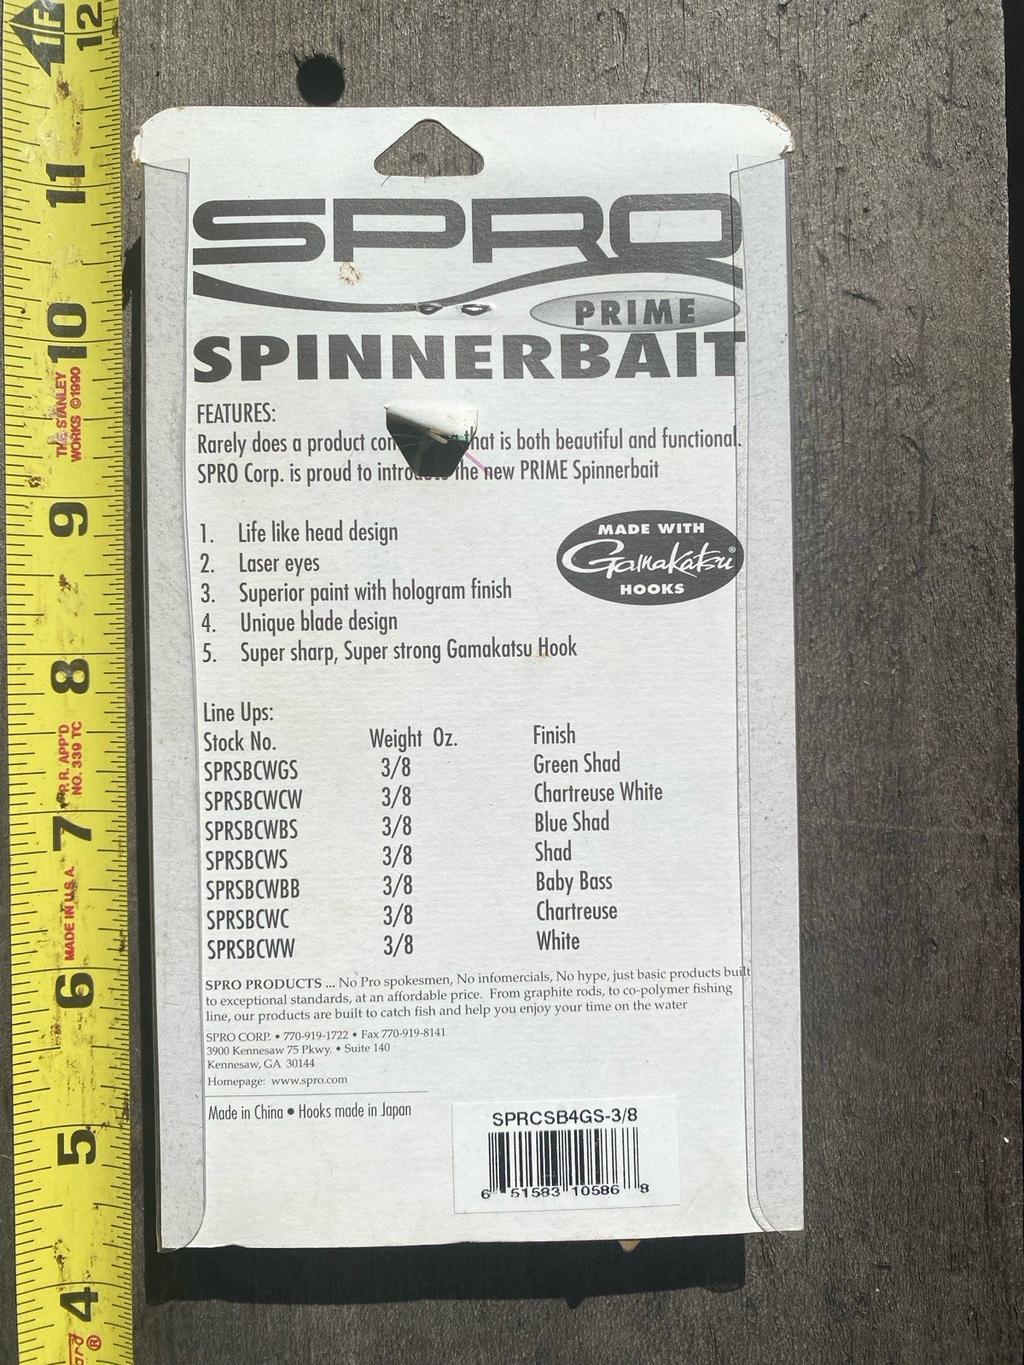 SPRO
PRIME
SPINNERBAIT
FEATURES:
Rarely does a product that is both beautiful and functional.
SPRO Corp. is proud to the new PRIME Spinnerbait
1. Life like head design
2. Laser eyes
3. Superior paint with hologram finish
4. Unique blade design
5. Super sharp, Super strong Gamakatsu Hook
MADE WITH
Gamakatsu®
HOOKS
Line Ups:
Stock No. Weight Oz. Finish
SPRSBCWGS 3/8 Green Shad
SPRSBCWCW 3/8 Chartreuse White
SPRSBCWBS 3/8 Blue Shad
SPRSBCWS 3/8 Shad
SPRSBCWBB 3/8 Baby Bass
SPRSBCWC 3/8 Chartreuse
SPRSBCWW 3/8 White
SPRO PRODUCTS ... No Pro spokesmen, No infomercials, No hype, just basic products built
to exceptional standards, at an affordable price. From graphite rods, to co-polymer fishing
line, our products are built to catch fish and help you enjoy your time on the water
SPRO CORP. • 770-919-1722 • Fax 770-919-8141
3900 Kennesaw 75 Pkwy. • Suite 140
Kennesaw, GA 30144
Homepage: www.spro.com
Made in China • Hooks made in Japan
SPRCSB4GS-3/8
6 51583 10586 8
1F 12
11
10
THE STANLEY
WORKS ©1990
9
8
P.R. APP'D
NO. 339 TC
7
MADE IN U.S.A.
6
5
4
®